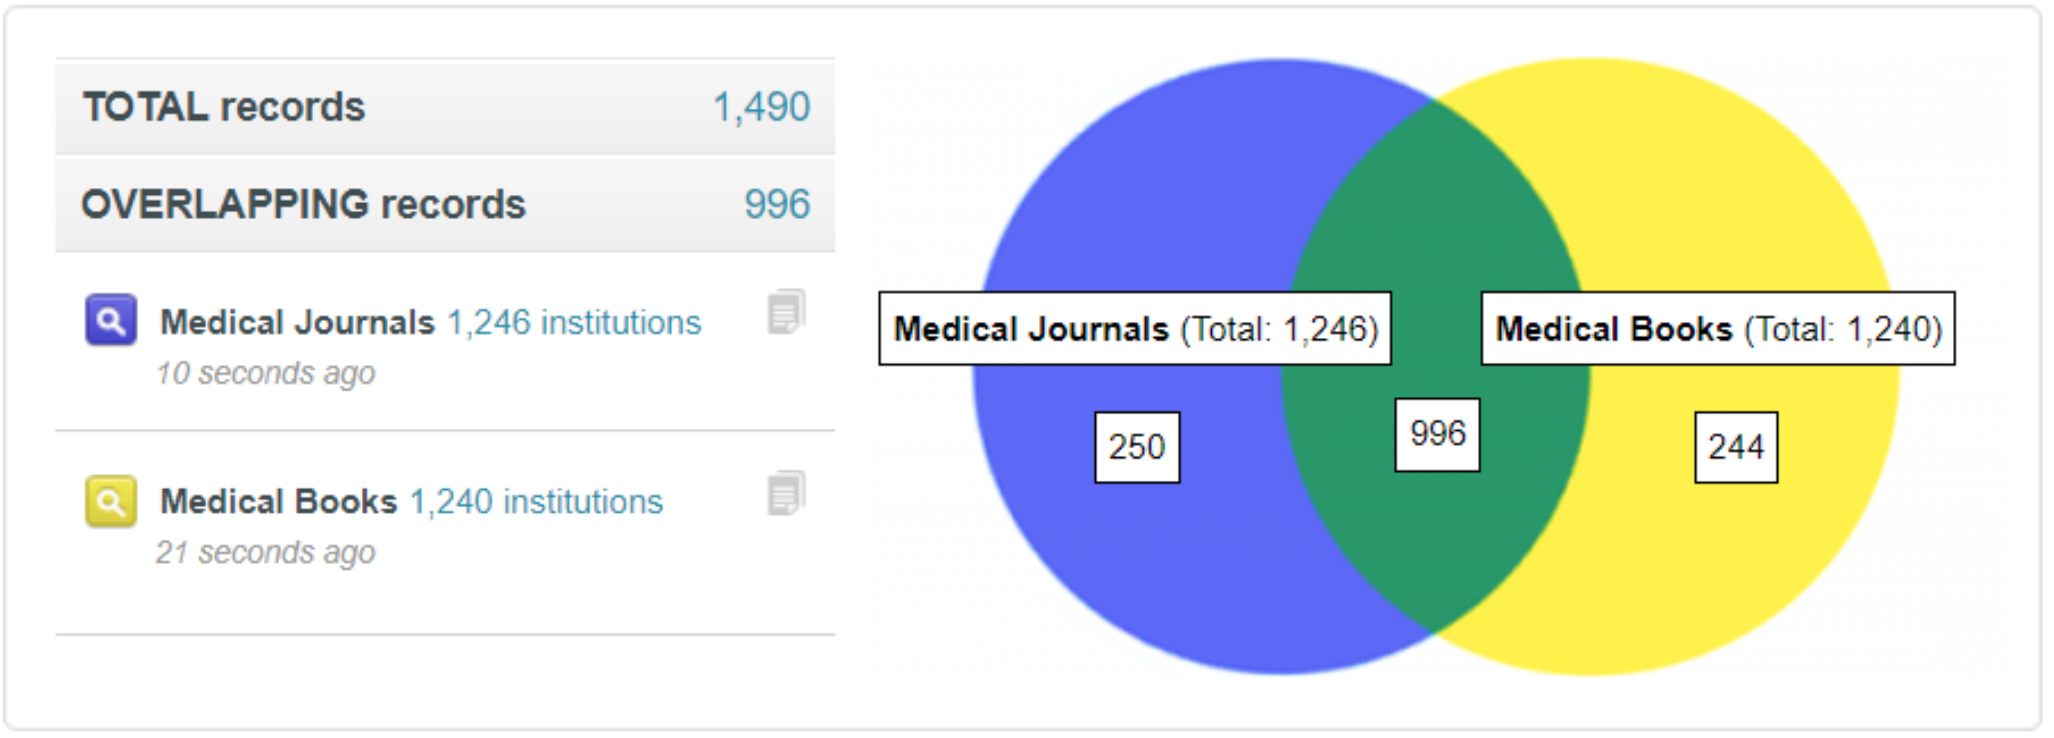 TOTAL records 1,490
OVERLAPPING records 996
Medical Journals 1,246 institutions
10 seconds ago
Medical Books 1,240 institutions
21 seconds ago
Medical Journals (Total: 1,246)
Medical Books (Total: 1,240)
250
996
244